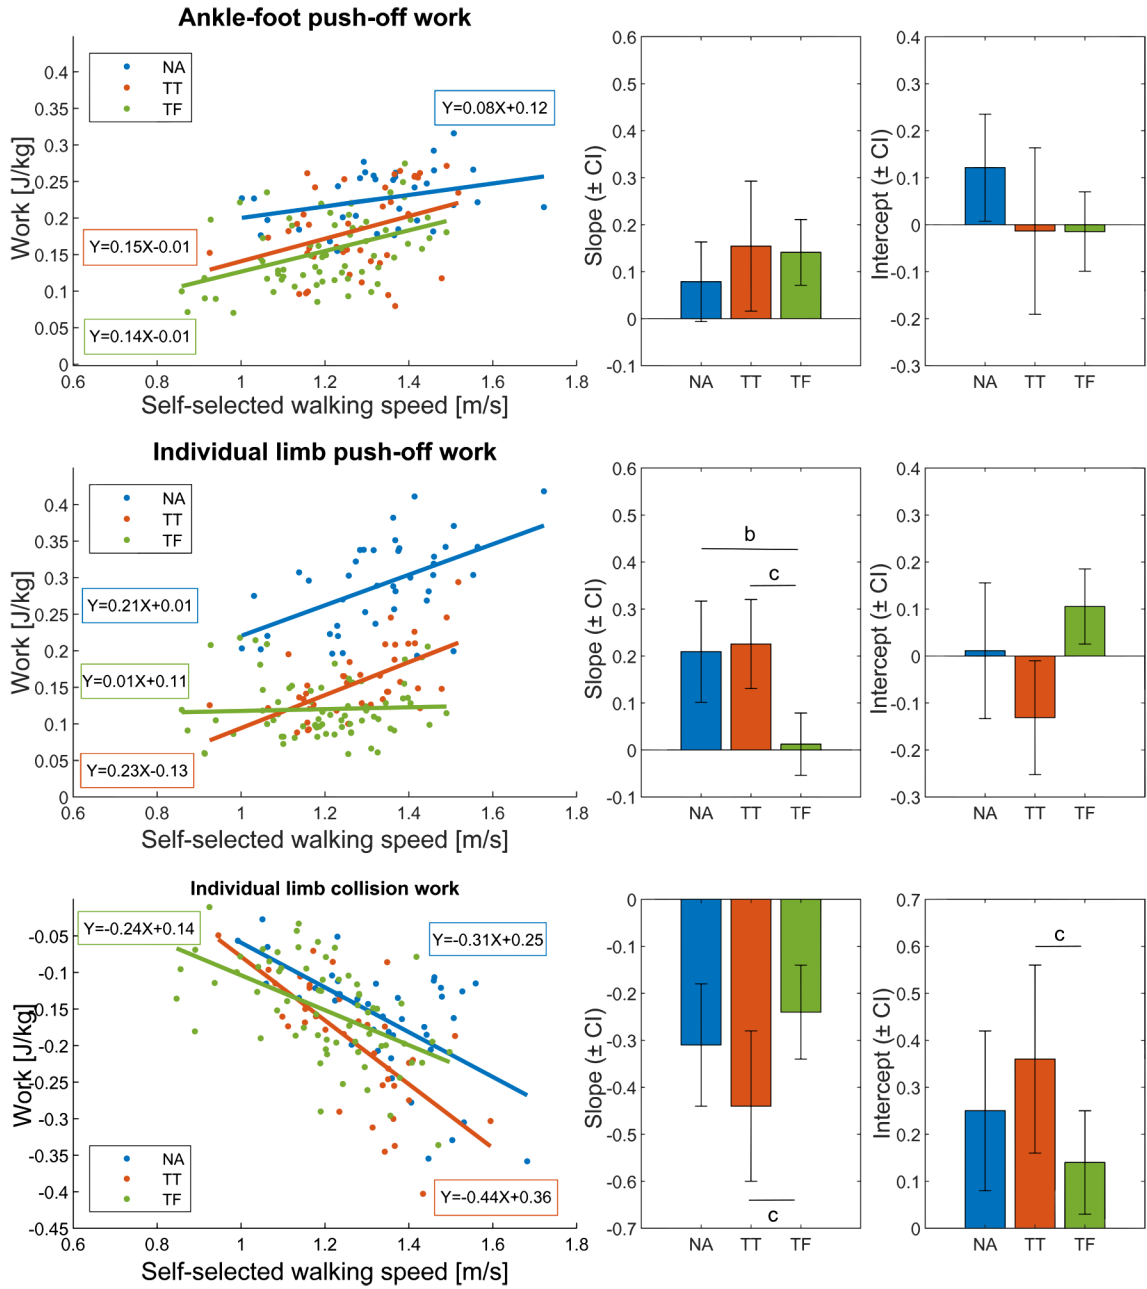 Ankle-foot push-off work
Work [J/kg]
0.4
0.35
0.3
0.25
0.2
0.15
0.1
0.05
0
NA
TT
TF
Y=0.08X+0.12
Y=0.15X-0.01
Y=0.14X-0.01
0.6 0.8 1 1.2 1.4 1.6 1.8
Self-selected walking speed [m/s]
Slope (± CI)
0.6
0.5
0.4
0.3
0.2
0.1
0
-0.1
NA TT TF
Intercept (± CI)
0.4
0.3
0.2
0.1
0
-0.1
-0.2
-0.3
NA TT TF
Individual limb push-off work
Work [J/kg]
0.4
0.35
0.3
0.25
0.2
0.15
0.1
0.05
0
NA
TT
TF
Y=0.21X+0.01
Y=0.01X+0.11
Y=0.23X-0.13
0.6 0.8 1 1.2 1.4 1.6 1.8
Self-selected walking speed [m/s]
Slope (± CI)
0.6
0.5
0.4
0.3
0.2
0.1
0
-0.1
b
c
NA TT TF
Intercept (± CI)
0.4
0.3
0.2
0.1
0
-0.1
-0.2
-0.3
NA TT TF
Individual limb collision work
Work [J/kg]
-0.05
-0.1
-0.15
-0.2
-0.25
-0.3
-0.35
-0.4
-0.45
Y=-0.24X+0.14
Y=-0.31X+0.25
Y=-0.44X+0.36
NA
TT
TF
0.6 0.8 1 1.2 1.4 1.6 1.8
Self-selected walking speed [m/s]
Slope (± CI)
0
-0.1
-0.2
-0.3
-0.4
-0.5
-0.6
-0.7
c
NA TT TF
Intercept (± CI)
0.7
0.6
0.5
0.4
0.3
0.2
0.1
0
c
NA TT TF